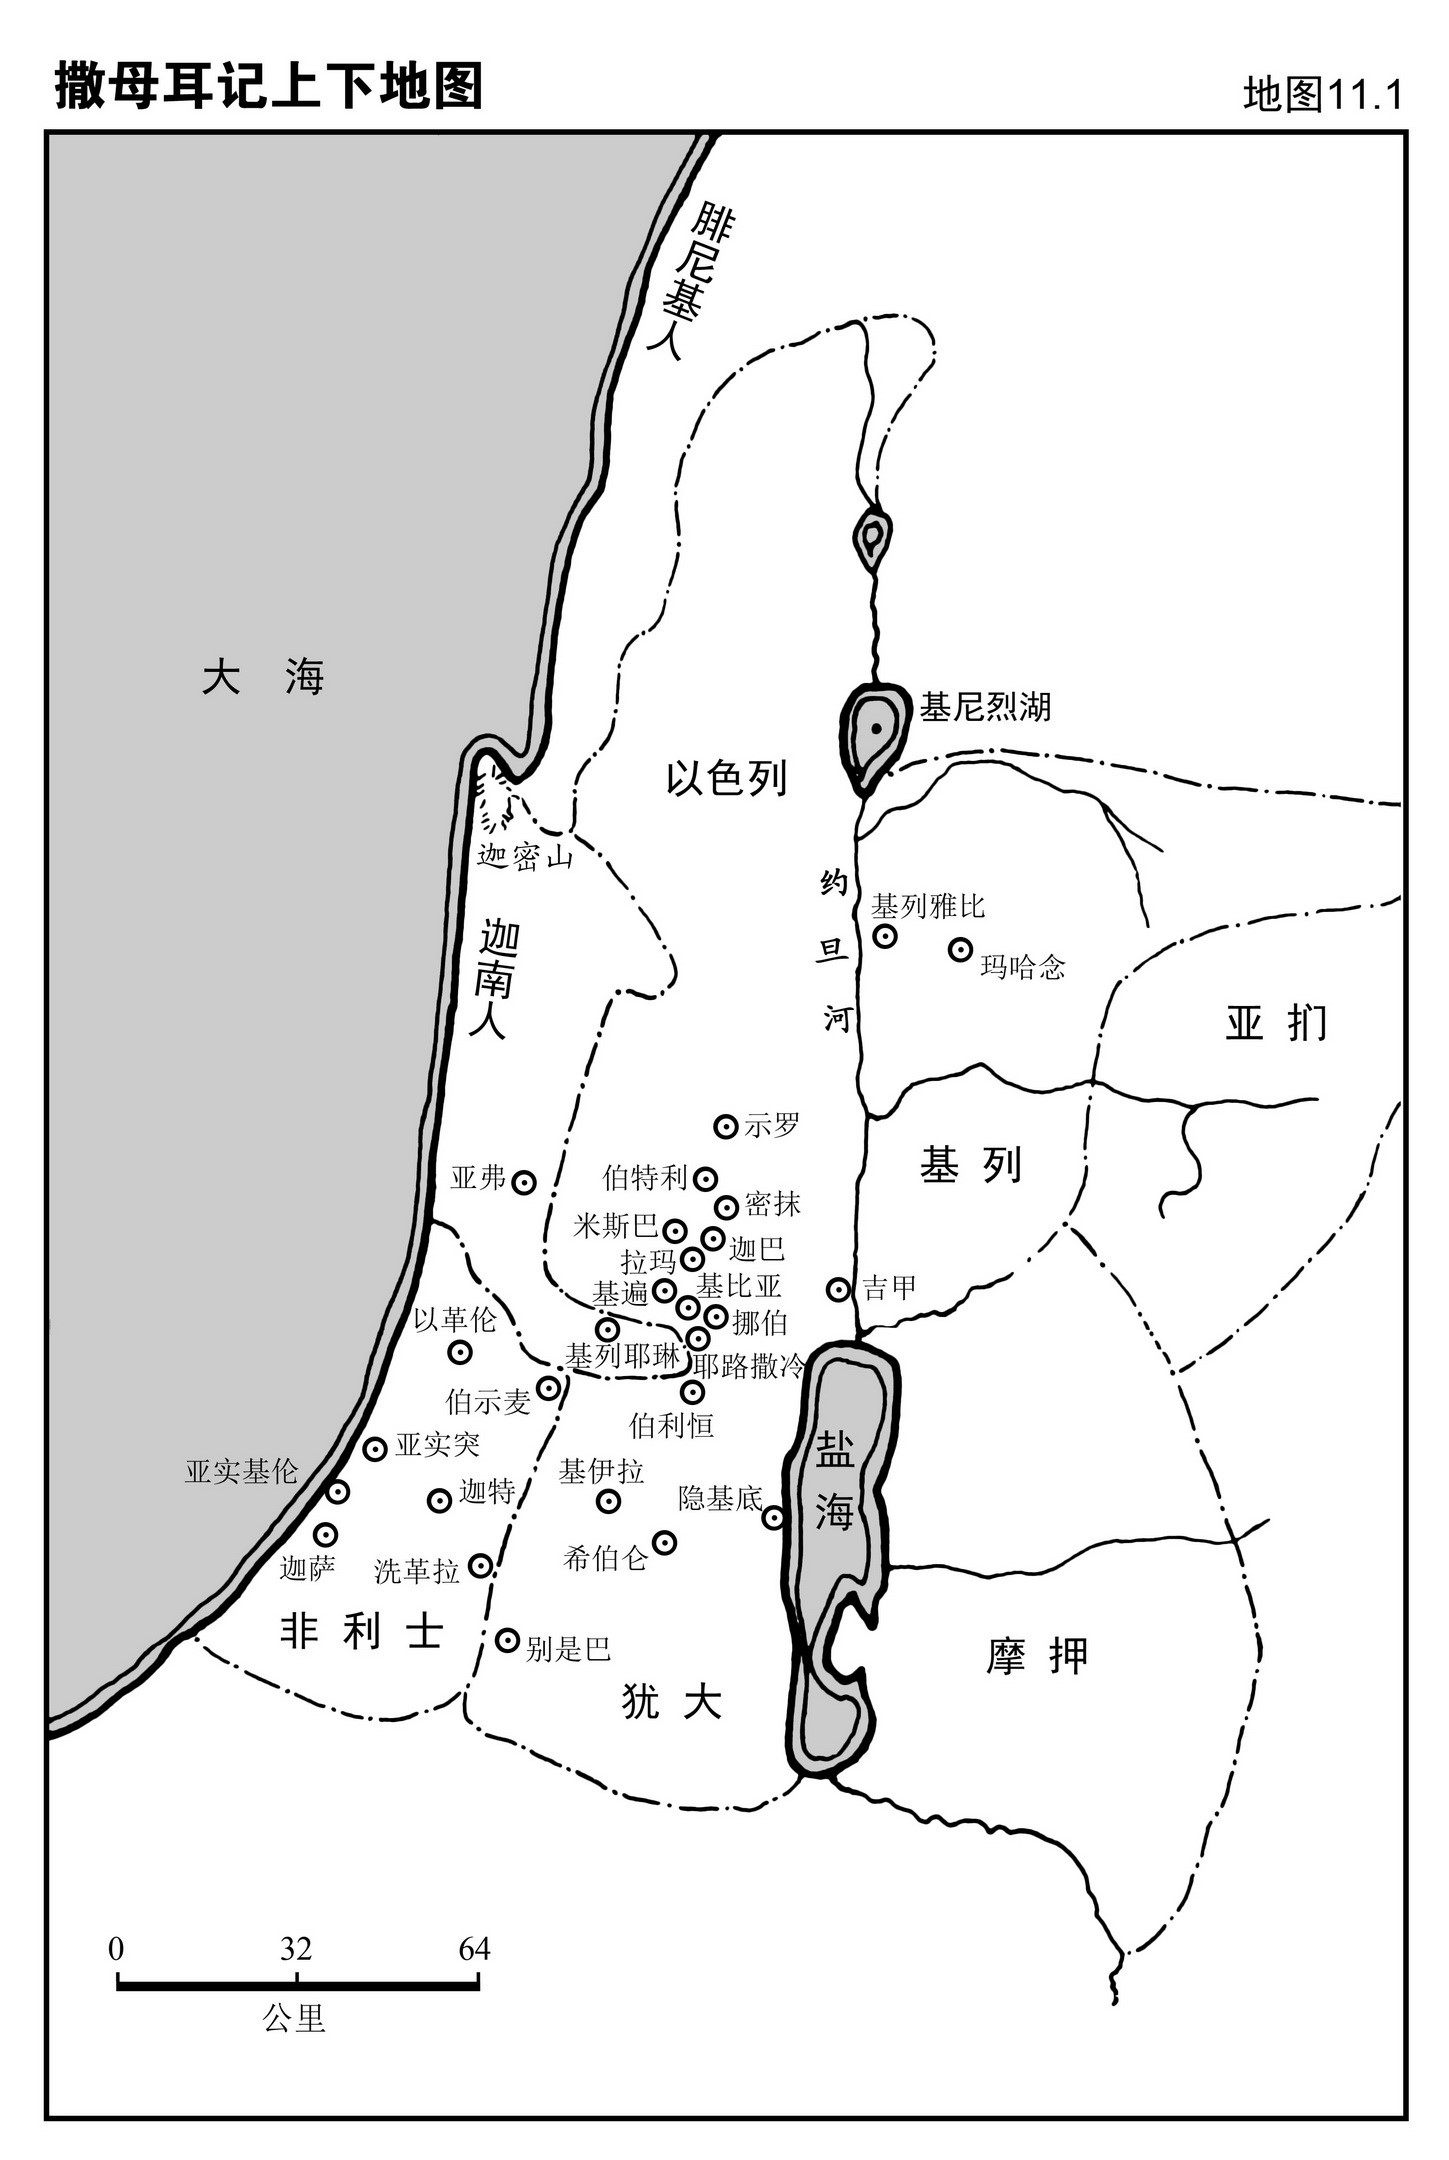 撒母耳记上下地图
地图11.1
腓尼基人
大海
基尼烈湖
以色列
迦密山
约旦河
基列雅比
玛哈念
迦南人
亚扪
示罗
基列
亚弗
伯特利
密抹
米斯巴
迦巴
拉玛
基遍
基比亚
吉甲
挪伯
以革伦
基列耶琳
耶路撒冷
伯示麦
伯利恒
亚实突
盐海
亚实基伦
基伊拉
迦特
隐基底
希伯仑
迦萨
洗革拉
非利士
别是巴
摩押
犹大
0 32 64
公里